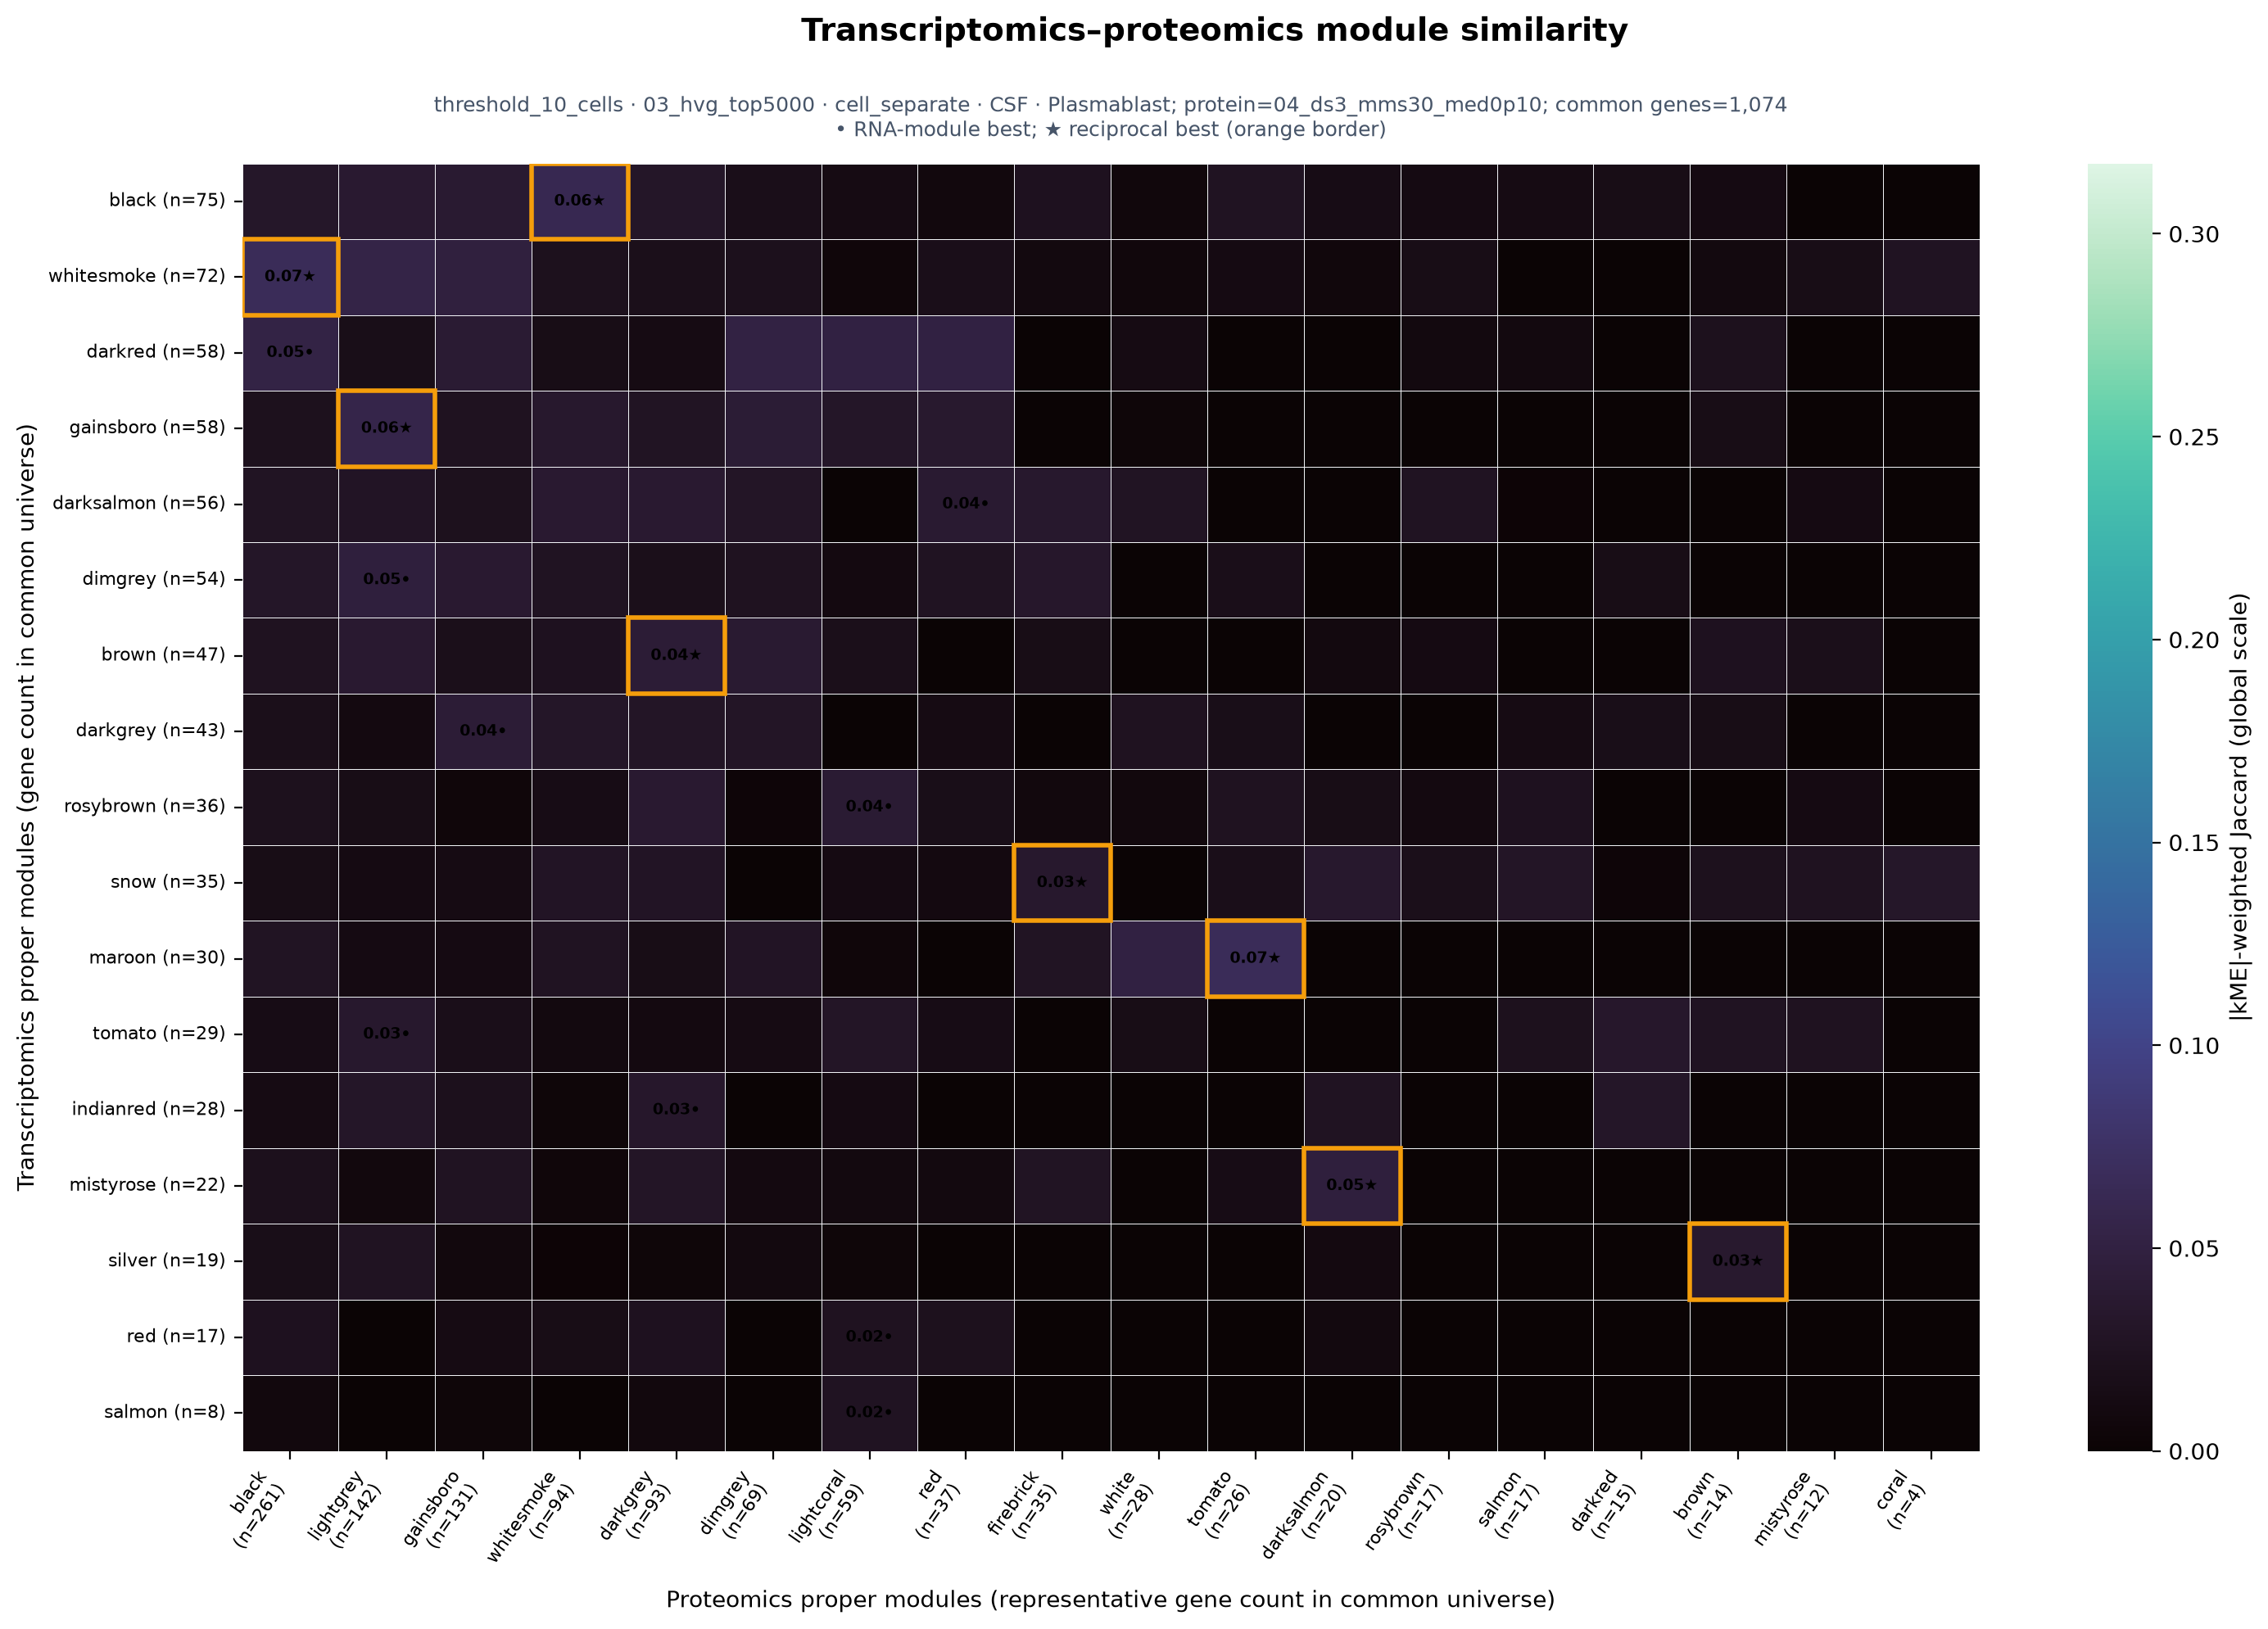 Transcriptomics–proteomics module similarity
threshold_10_cells · 03_hvg_top5000 · cell_separate · CSF · Plasmablast; protein=04_ds3_mms30_med0p10; common genes=1,074
• RNA-module best; ★ reciprocal best (orange border)
Transcriptomics proper modules (gene count in common universe)
black (n=75)
0.06★
whitesmoke (n=72)
0.07★
darkred (n=58)
0.05•
gainsboro (n=58)
0.06★
darksalmon (n=56)
0.04•
dimgrey (n=54)
0.05•
brown (n=47)
0.04★
darkgrey (n=43)
0.04•
rosybrown (n=36)
0.04•
snow (n=35)
0.03★
maroon (n=30)
0.07★
tomato (n=29)
0.03•
indianred (n=28)
0.03•
mistyrose (n=22)
0.05★
silver (n=19)
0.03★
red (n=17)
0.02•
salmon (n=8)
0.02•
black
(n=261)
lightgrey
(n=142)
gainsboro
(n=131)
whitesmoke
(n=94)
darkgrey
(n=93)
dimgrey
(n=69)
lightcoral
(n=59)
red
(n=37)
firebrick
(n=35)
white
(n=28)
tomato
(n=26)
darksalmon
(n=20)
rosybrown
(n=17)
salmon
(n=17)
darkred
(n=15)
brown
(n=14)
mistyrose
(n=12)
coral
(n=4)
Proteomics proper modules (representative gene count in common universe)
0.30
0.25
0.20
0.15
0.10
0.05
0.00
|kME|-weighted Jaccard (global scale)